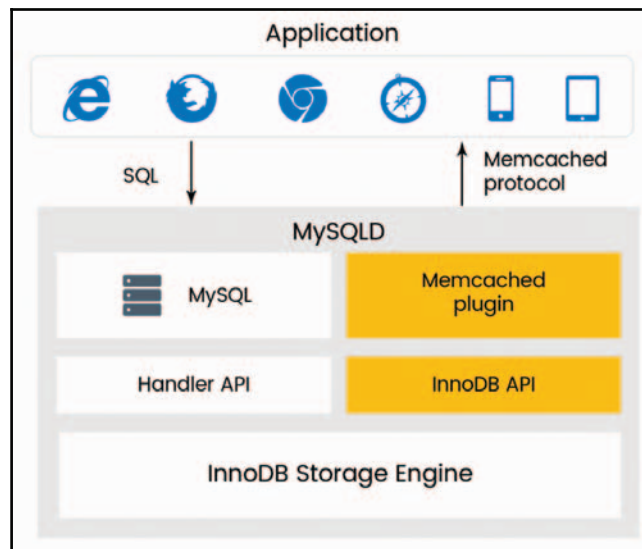 Application
SQL
Memcached
protocol
MySQLD
MySQL
Memcached
plugin
Handler API
InnoDB API
InnoDB Storage Engine